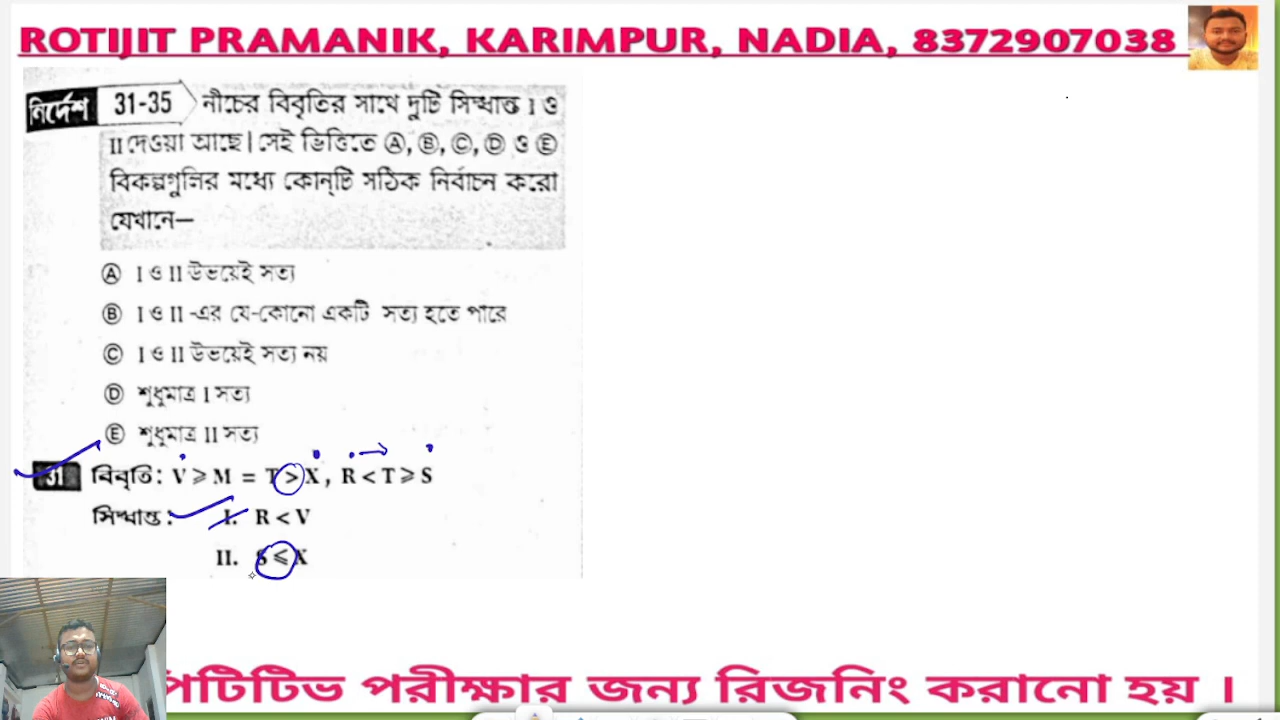 ROTIJIT PRAMANIK, KARIMPUR, NADIA, 8372907038
নির্দেশ 31-35 নীচের বিবৃতির সাথে দুটি সিদ্ধান্ত I ও
II দেওয়া আছে। সেই ভিত্তিতে Ⓐ, Ⓑ, Ⓒ, Ⓓ ও Ⓔ
বিকল্পগুলির মধ্যে কোন্‌টি সঠিক নির্বাচন করো
যেখানে—
Ⓐ I ও II উভয়েই সত্য
Ⓑ I ও II -এর যে-কোনো একটি সত্য হতে পারে
Ⓒ I ও II উভয়েই সত্য নয়
Ⓓ শুধুমাত্র I সত্য
Ⓔ শুধুমাত্র II সত্য
31 বিবৃতি: V ⩾ M = T > X, R < T ⩾ S
সিদ্ধান্ত: I. R < V
II. S ⩽ X
পিটিটিভ পরীক্ষার জন্য রিজনিং করানো হয় ।